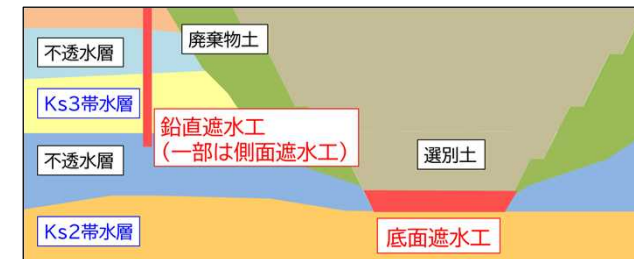 廃棄物土
不透水層
Ks3帯水層
鉛直遮水工
(一部は側面遮水工)
不透水層
選別土
Ks2帯水層
底面遮水工